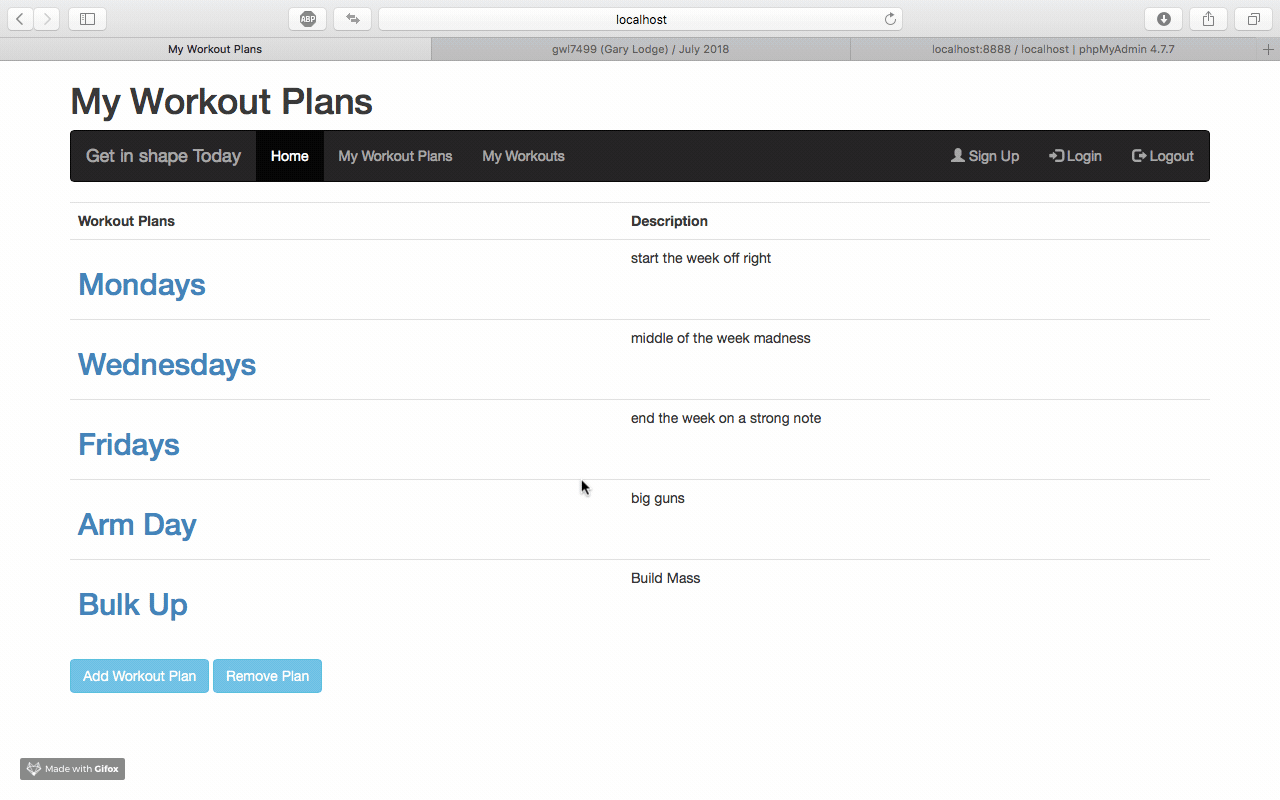 ABP
localhost
My Workout Plans
gwl7499 (Gary Lodge) / July 2018
localhost:8888 / localhost | phpMyAdmin 4.7.7
My Workout Plans
Get in shape Today Home My Workout Plans My Workouts Sign Up Login Logout
Workout Plans Description
Mondays start the week off right
Wednesdays middle of the week madness
Fridays end the week on a strong note
Arm Day big guns
Bulk Up Build Mass
Add Workout Plan Remove Plan
Made with Gifox